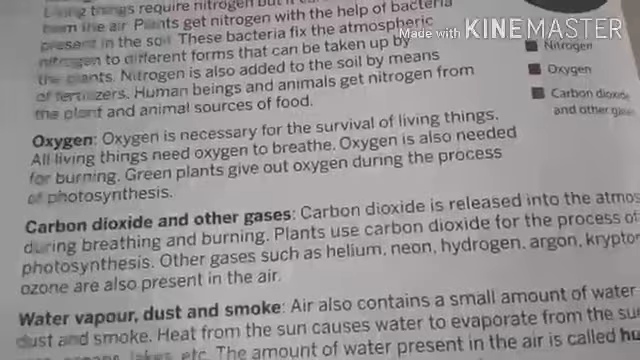 Living things require nitrogen but it
from the air. Plants get nitrogen with the help of bacteria
present in the soil. These bacteria fix the atmospheric
nitrogen to different forms that can be taken up by
the plants. Nitrogen is also added to the soil by means
of fertilizers. Human beings and animals get nitrogen from
the plant and animal sources of food.
Made with KINEMASTER
Nitrogen
Oxygen
Carbon dioxide
and other gases
Oxygen: Oxygen is necessary for the survival of living things.
All living things need oxygen to breathe. Oxygen is also needed
for burning. Green plants give out oxygen during the process
of photosynthesis.
Carbon dioxide and other gases: Carbon dioxide is released into the atmos
during breathing and burning. Plants use carbon dioxide for the process of
photosynthesis. Other gases such as helium, neon, hydrogen, argon, krypton
ozone are also present in the air.
Water vapour, dust and smoke: Air also contains a small amount of water
dust and smoke. Heat from the sun causes water to evaporate from the sur
lakes, etc. The amount of water present in the air is called hu